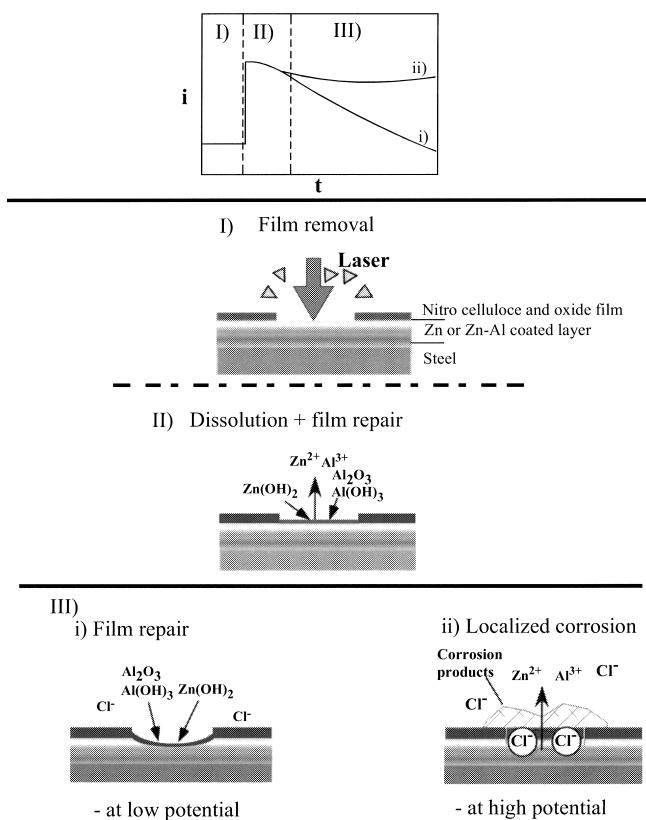 I) II) III)
ii)
i
i)
t
I) Film removal
Laser
Nitro celluloce and oxide film
Zn or Zn-Al coated layer
Steel
II) Dissolution + film repair
Zn²⁺ Al³⁺
Al₂O₃
Zn(OH)₂ Al(OH)₃
III)
i) Film repair ii) Localized corrosion
Corrosion
products Zn²⁺ Al³⁺ Cl⁻
Al₂O₃
Al(OH)₃ Zn(OH)₂
Cl⁻ Cl⁻ Cl⁻
Cl⁻ Cl⁻
- at low potential - at high potential